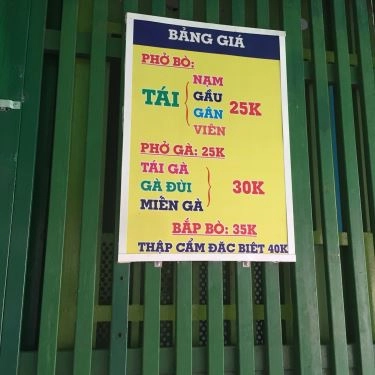 BẢNG GIÁ
PHỞ BÒ:
NẠM
TÁI GẦU 25K
GÂN
VIÊN
PHỞ GÀ: 25K
TÁI GÀ
GÀ ĐÙI 30K
MIẾN GÀ
BẮP BÒ: 35K
THẬP CẨM ĐẶC BIỆT 40K